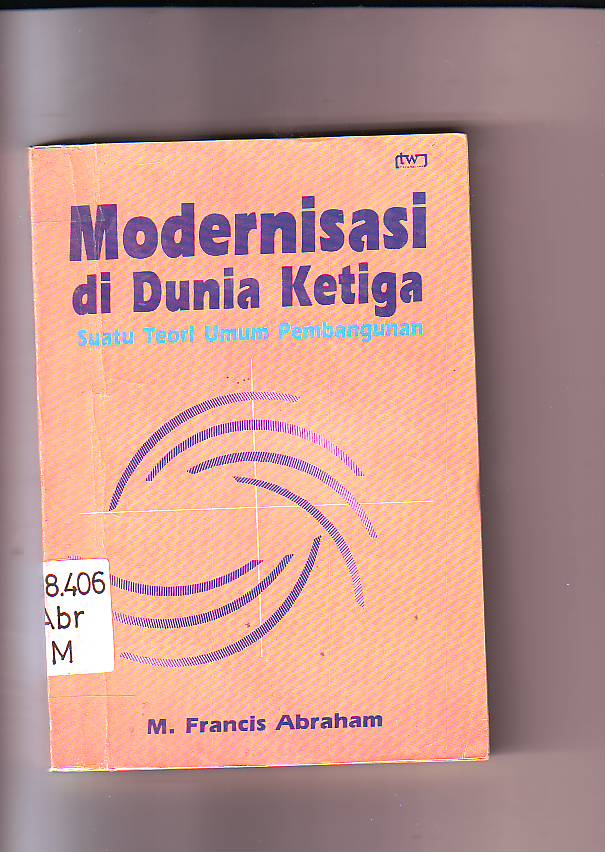 tw
Modernisasi
di Dunia Ketiga
Suatu Teori Umum Pembangunan
8.406
Abr
M
M. Francis Abraham